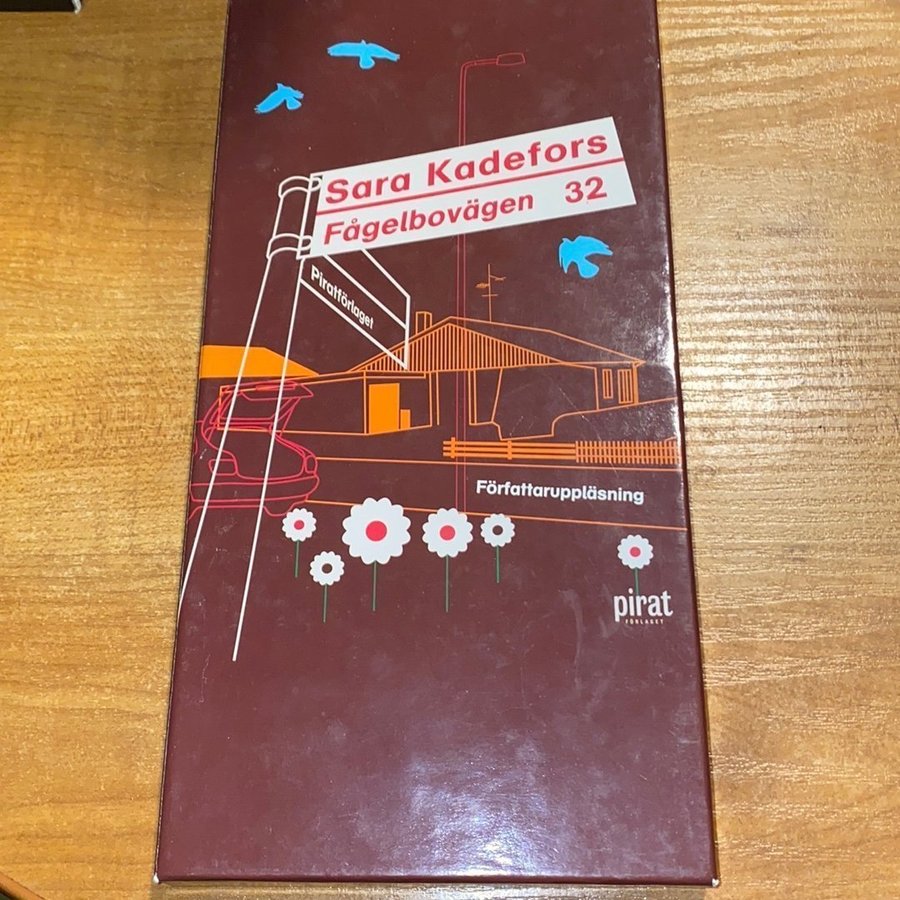 Sara Kadefors
Fågelbovägen 32
Piratförlaget
Författaruppläsning
pirat
FÖRLAGET